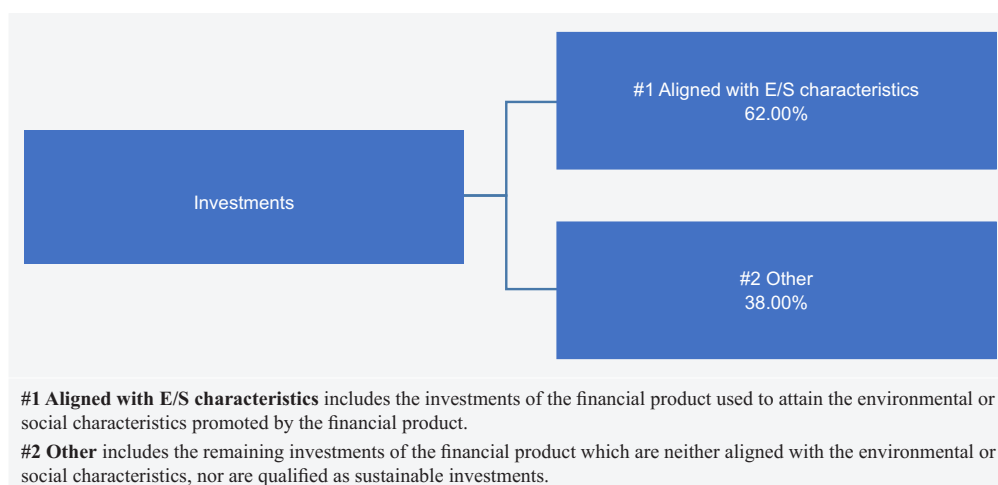 #1 Aligned with E/S characteristics
62.00%
Investments
#2 Other
38.00%
#1 Aligned with E/S characteristics includes the investments of the financial product used to attain the environmental or
social characteristics promoted by the financial product.
#2 Other includes the remaining investments of the financial product which are neither aligned with the environmental or
social characteristics, nor are qualified as sustainable investments.